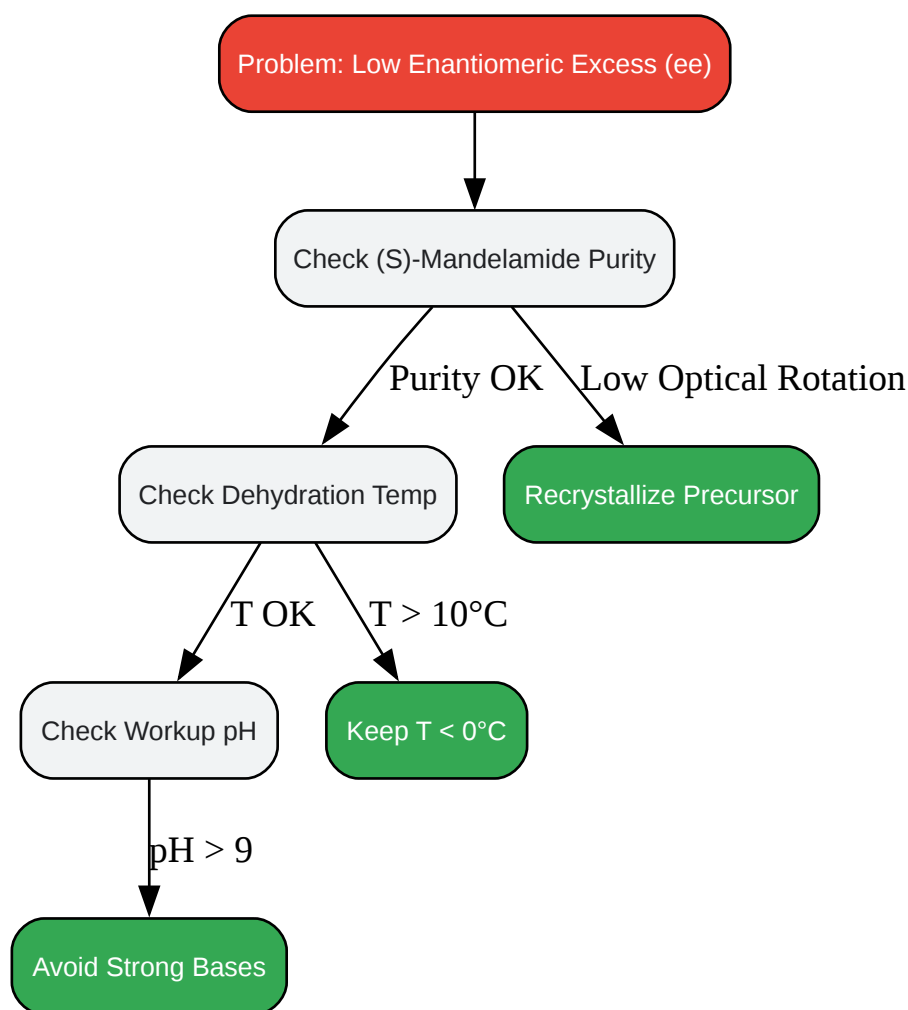 Problem: Low Enantiomeric Excess (ee)
Check (S)-Mandelamide Purity
Purity OK
Low Optical Rotation
Check Dehydration Temp
Recrystallize Precursor
T OK
T > 10°C
Check Workup pH
Keep T < 0°C
pH > 9
Avoid Strong Bases